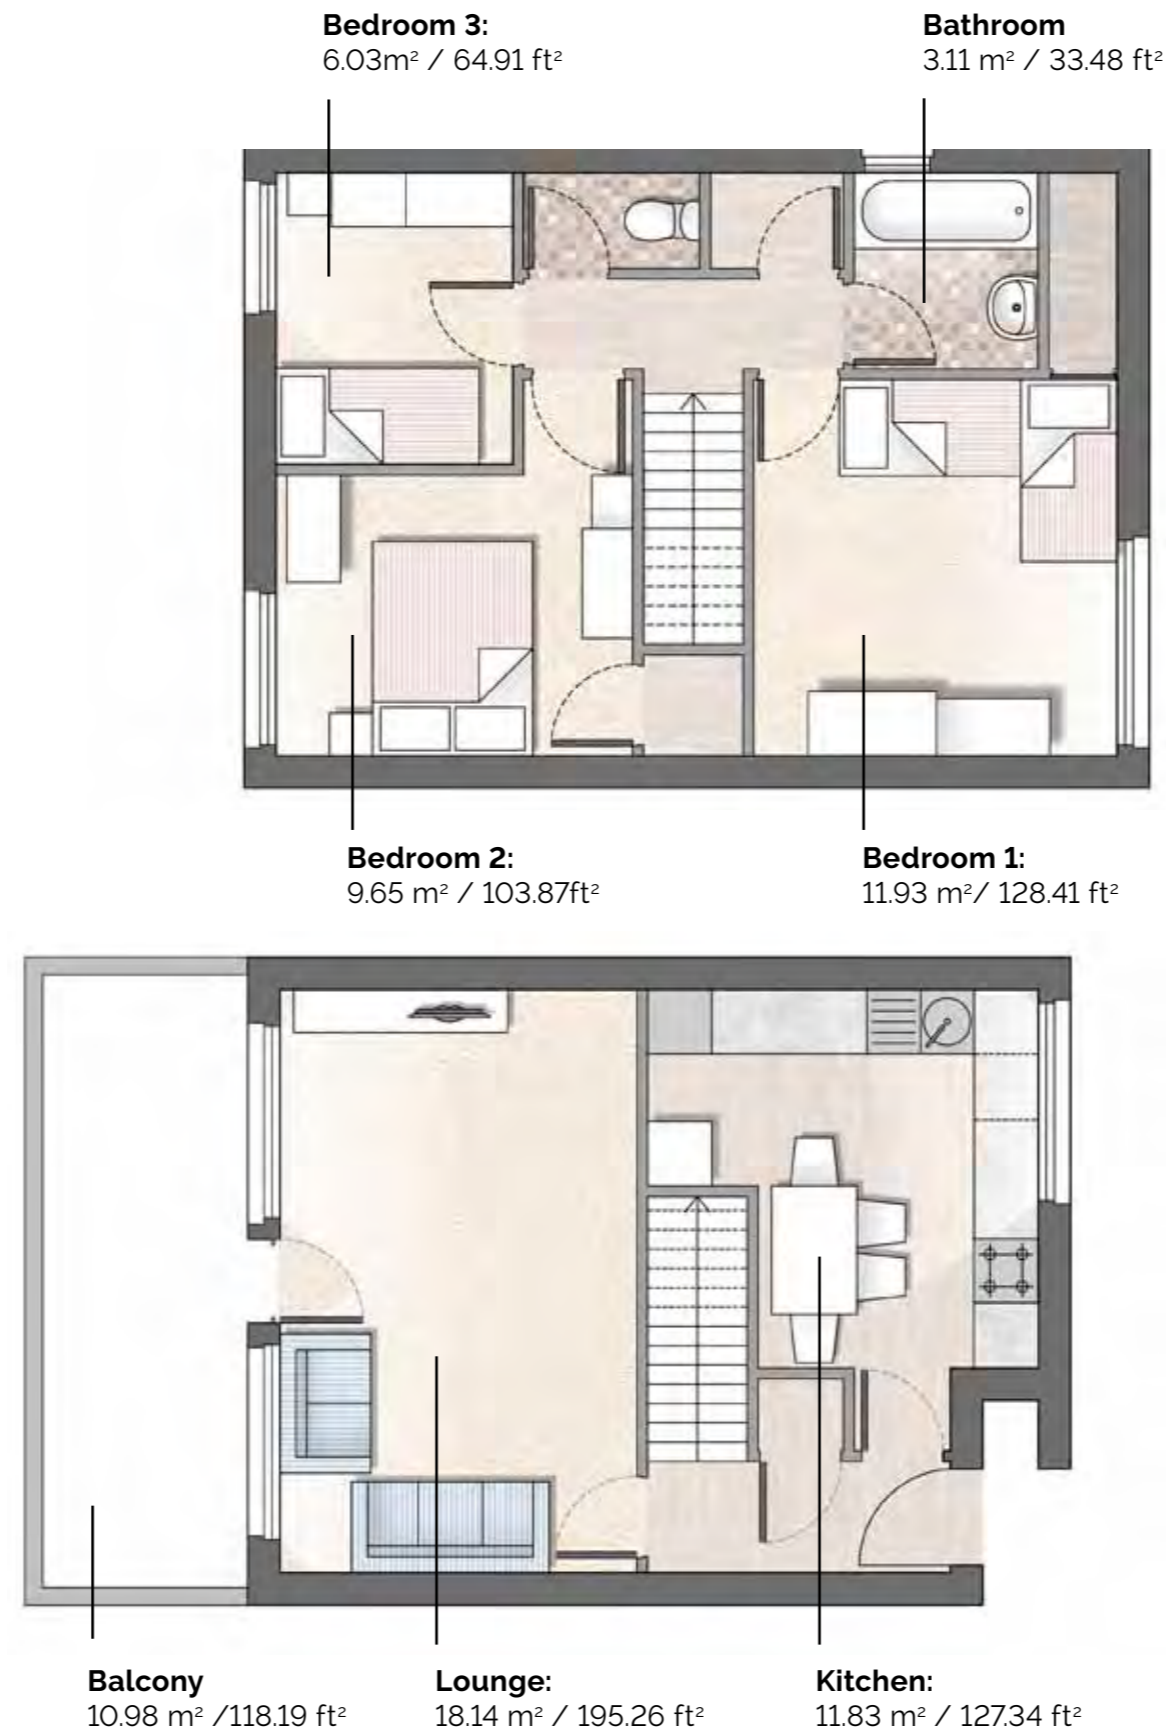 Bedroom 3:
6.03m² / 64.91 ft²
Bathroom
3.11 m² / 33.48 ft²
Bedroom 2:
9.65 m² / 103.87ft²
Bedroom 1:
11.93 m²/ 128.41 ft²
Balcony
10.98 m² /118.19 ft²
Lounge:
18.14 m² / 195.26 ft²
Kitchen:
11.83 m² / 127.34 ft²